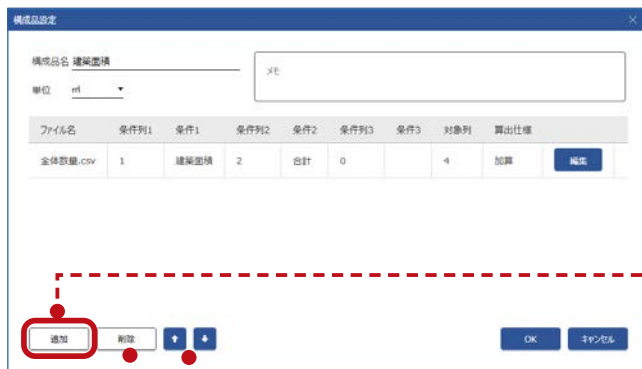 構成品設定
構成品名 建築面積
メモ
単位 ㎡
ファイル名 条件列1 条件1 条件列2 条件2 条件列3 条件3 対象列 算出仕様
全体数量.csv 1 建築面積 2 合計 0 4 加算 編集
追加 削除 OK キャンセル